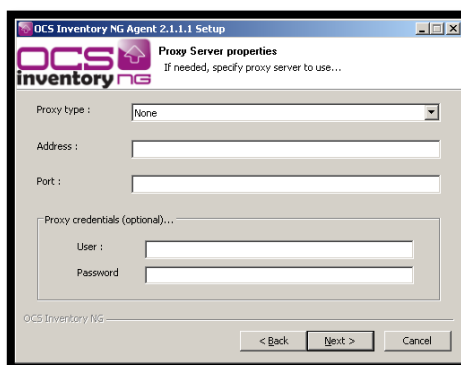 OCS Inventory NG Agent 2.1.1.1 Setup
OCS
inventory NG
Proxy Server properties
If needed, specify proxy server to use...
Proxy type :
None
Address :
Port :
Proxy credentials (optional)...
User :
Password
OCS Inventory NG
< Back
Next >
Cancel